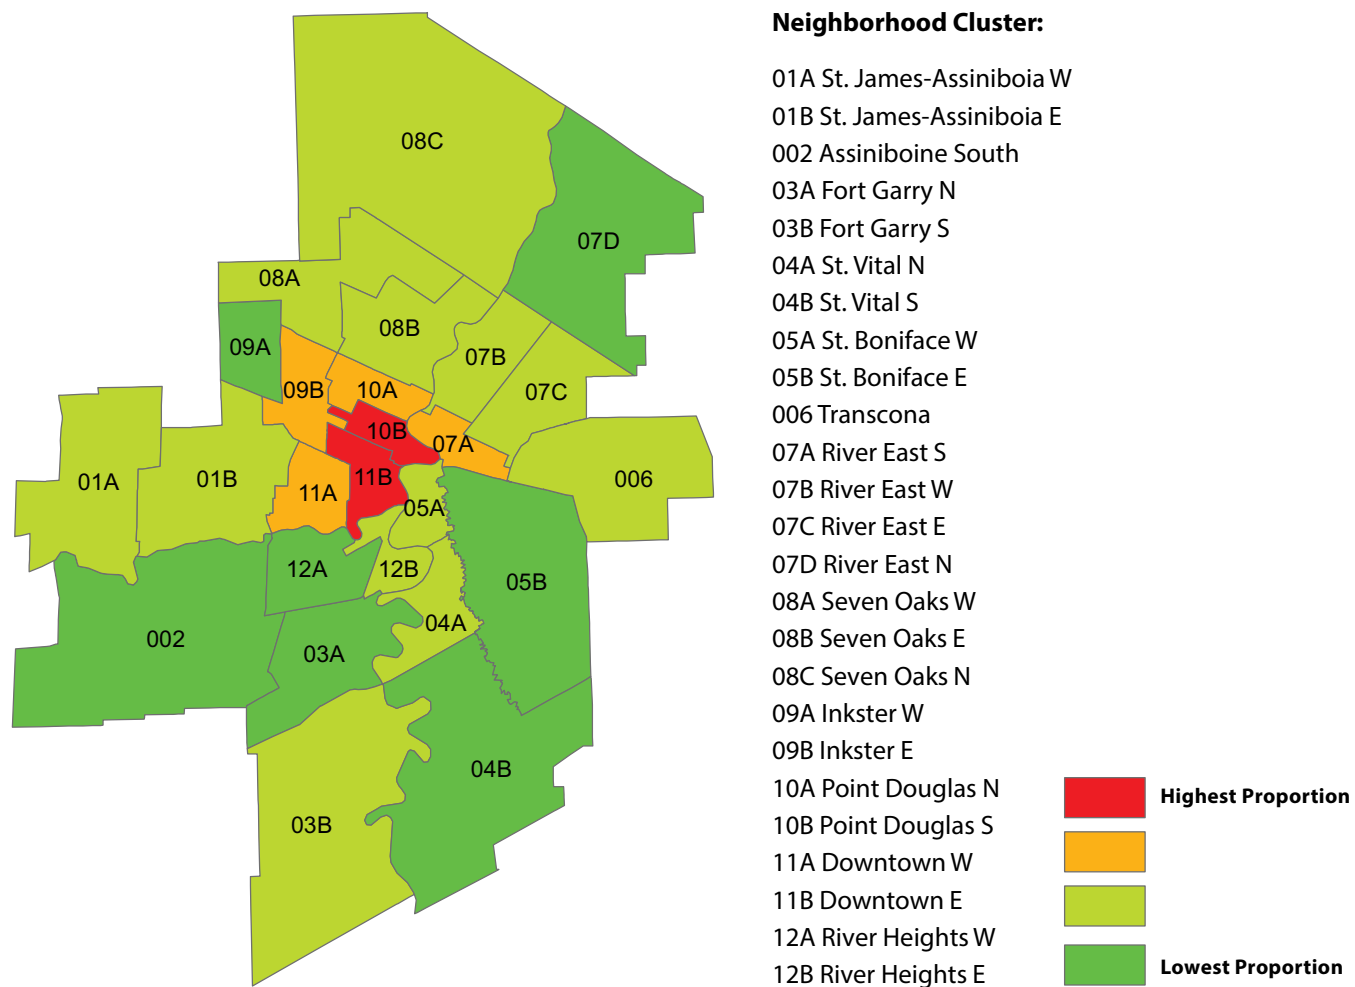 Neighborhood Cluster:
01A St. James-Assiniboia W
01B St. James-Assiniboia E
002 Assiniboine South
03A Fort Garry N
03B Fort Garry S
04A St. Vital N
04B St. Vital S
05A St. Boniface W
05B St. Boniface E
006 Transcona
07A River East S
07B River East W
07C River East E
07D River East N
08A Seven Oaks W
08B Seven Oaks E
08C Seven Oaks N
09A Inkster W
09B Inkster E
10A Point Douglas N
10B Point Douglas S
11A Downtown W
11B Downtown E
12A River Heights W
12B River Heights E
Highest Proportion
Lowest Proportion
08C
07D
08A
08B
09A
07B
09B
10A
07C
10B
07A
01A
01B
11A
11B
006
05A
12A
12B
05B
04A
002
03A
04B
03B